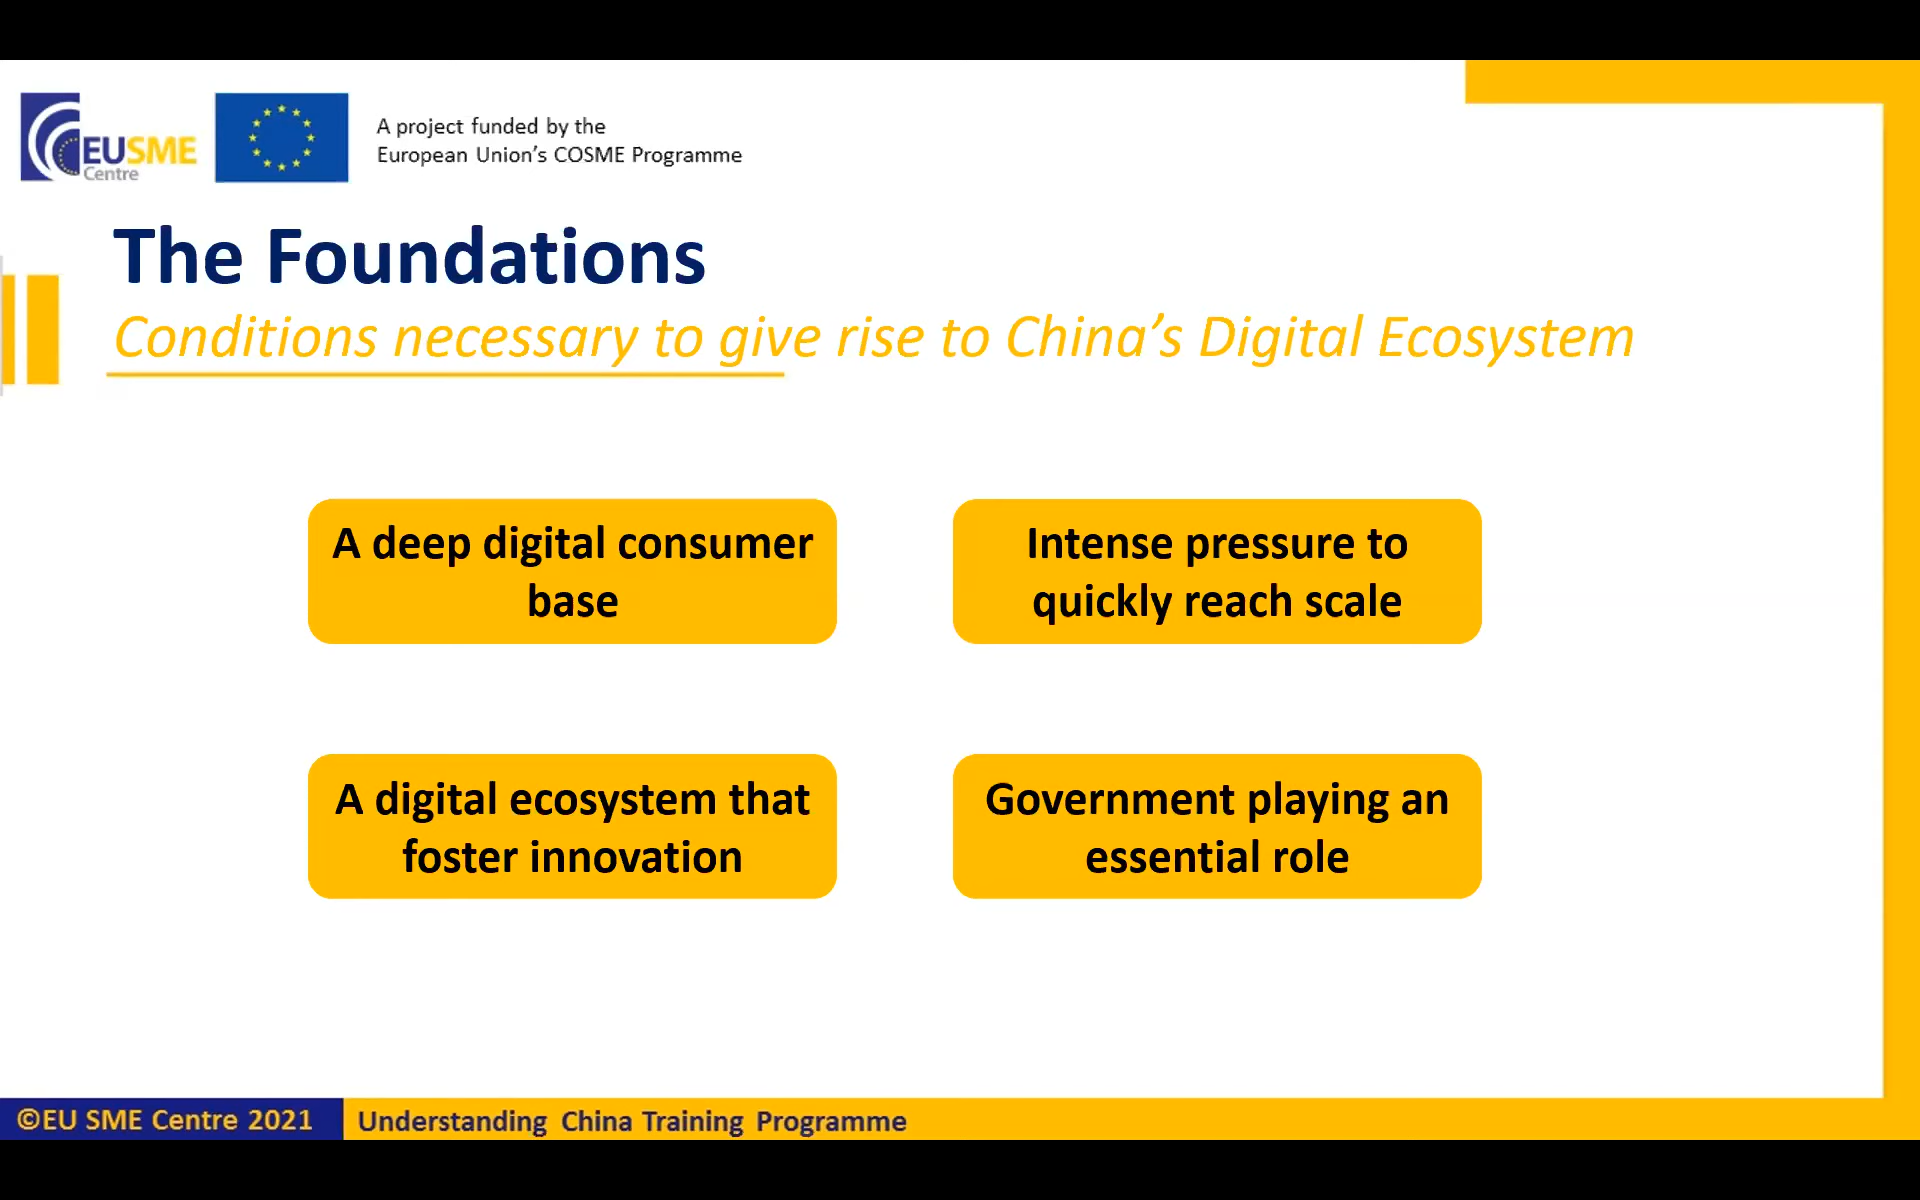 EUSME
Centre
A project funded by the
European Union's COSME Programme
The Foundations
Conditions necessary to give rise to China's Digital Ecosystem
A deep digital consumer
base
Intense pressure to
quickly reach scale
A digital ecosystem that
foster innovation
Government playing an
essential role
©EU SME Centre 2021
Understanding China Training Programme